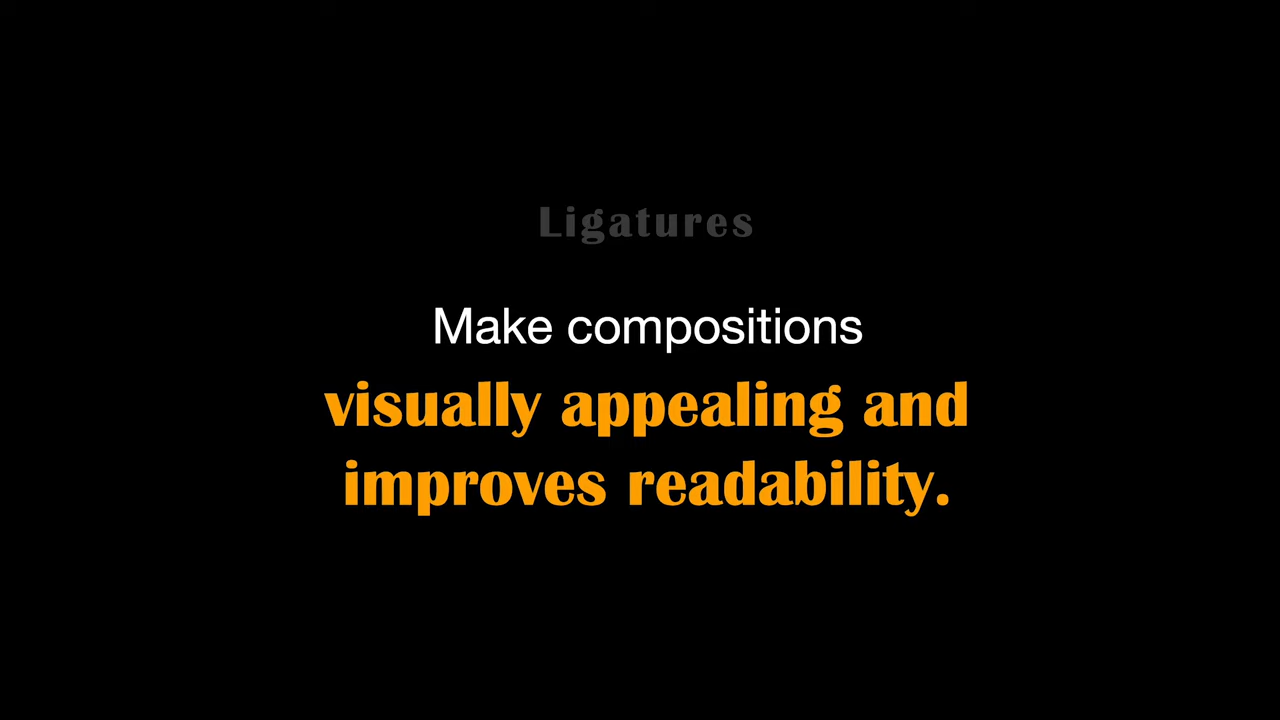 Ligatures
Make compositions
visually appealing and
improves readability.